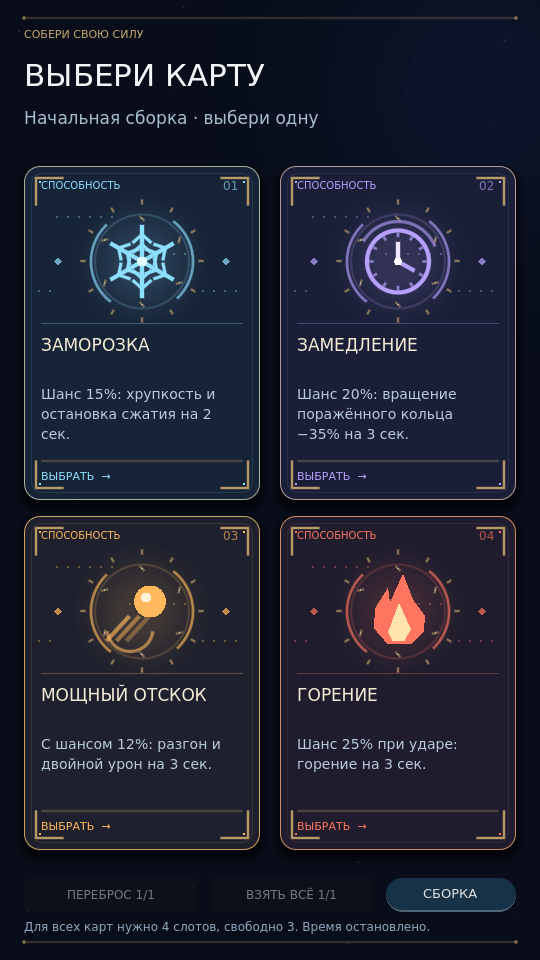 СОБЕРИ СВОЮ СИЛУ
ВЫБЕРИ КАРТУ
Начальная сборка · выбери одну
СПОСОБНОСТЬ 01
ЗАМОРОЗКА
Шанс 15%: хрупкость и
остановка сжатия на 2
сек.
ВЫБРАТЬ →
СПОСОБНОСТЬ 02
ЗАМЕДЛЕНИЕ
Шанс 20%: вращение
поражённого кольца
−35% на 3 сек.
ВЫБРАТЬ →
СПОСОБНОСТЬ 03
МОЩНЫЙ ОТСКОК
С шансом 12%: разгон и
двойной урон на 3 сек.
ВЫБРАТЬ →
СПОСОБНОСТЬ 04
ГОРЕНИЕ
Шанс 25% при ударе:
горение на 3 сек.
ВЫБРАТЬ →
ПЕРЕБРОС 1/1 ВЗЯТЬ ВСЁ 1/1 СБОРКА
Для всех карт нужно 4 слотов, свободно 3. Время остановлено.